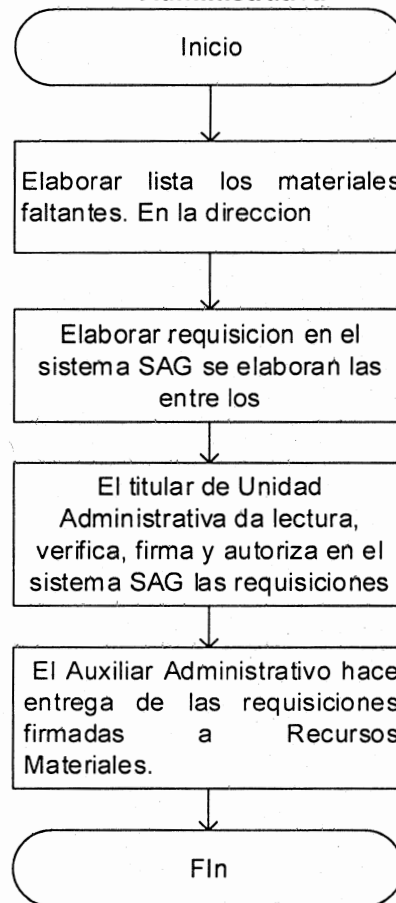 Inicio
Elaborar lista los materiales
faltantes. En la direccion
Elaborar requisicion en el
sistema SAG se elaboran las
entre los
El titular de Unidad
Administrativa da lectura,
verifica, firma y autoriza en el
sistema SAG las requisiciones
El Auxiliar Administrativo hace
entrega de las requisiciones
firmadas a Recursos
Materiales.
FIn